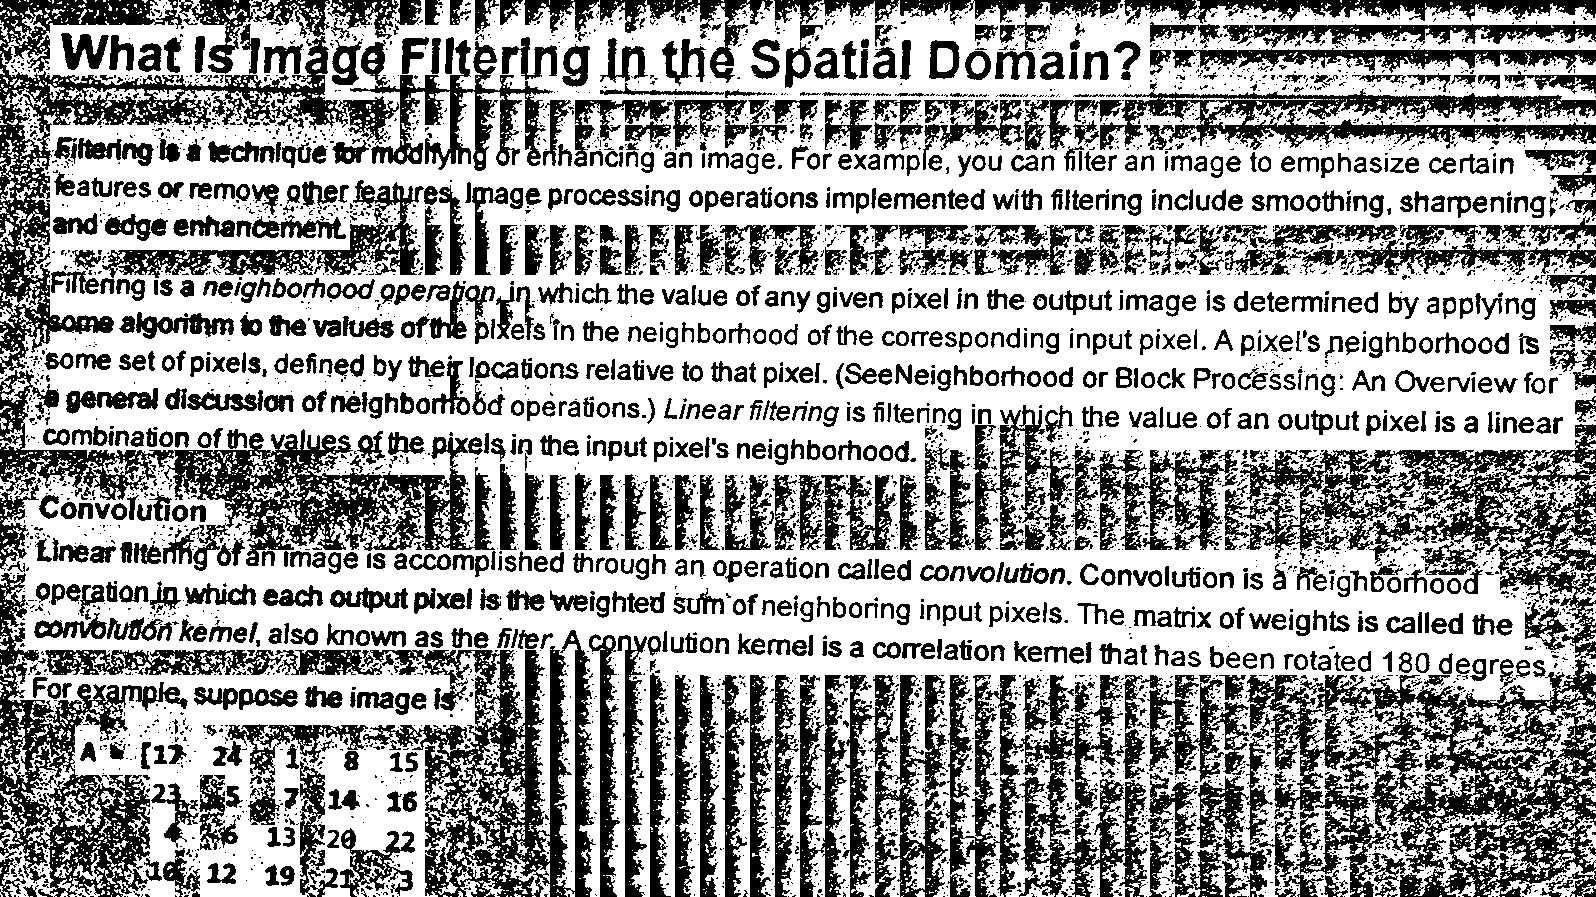 What Is Image Filtering in the Spatial Domain?
Filtering is a technique for modifying or enhancing an image. For example, you can filter an image to emphasize certain
features or remove other features. Image processing operations implemented with filtering include smoothing, sharpening,
and edge enhancement.
Filtering is a neighborhood operation, in which the value of any given pixel in the output image is determined by applying
some algorithm to the values of the pixels in the neighborhood of the corresponding input pixel. A pixel's neighborhood is
some set of pixels, defined by their locations relative to that pixel. (SeeNeighborhood or Block Processing: An Overview for
a general discussion of neighborhood operations.) Linear filtering is filtering in which the value of an output pixel is a linear
combination of the values of the pixels in the input pixel's neighborhood.
Convolution
Linear filtering of an image is accomplished through an operation called convolution. Convolution is a neighborhood
operation in which each output pixel is the weighted sum of neighboring input pixels. The matrix of weights is called the
convolution kernel, also known as the filter. A convolution kernel is a correlation kernel that has been rotated 180 degrees.
For example, suppose the image is
A = [17 24 1 8 15
23 5 7 14 16
4 6 13 20 22
10 12 19 21 3